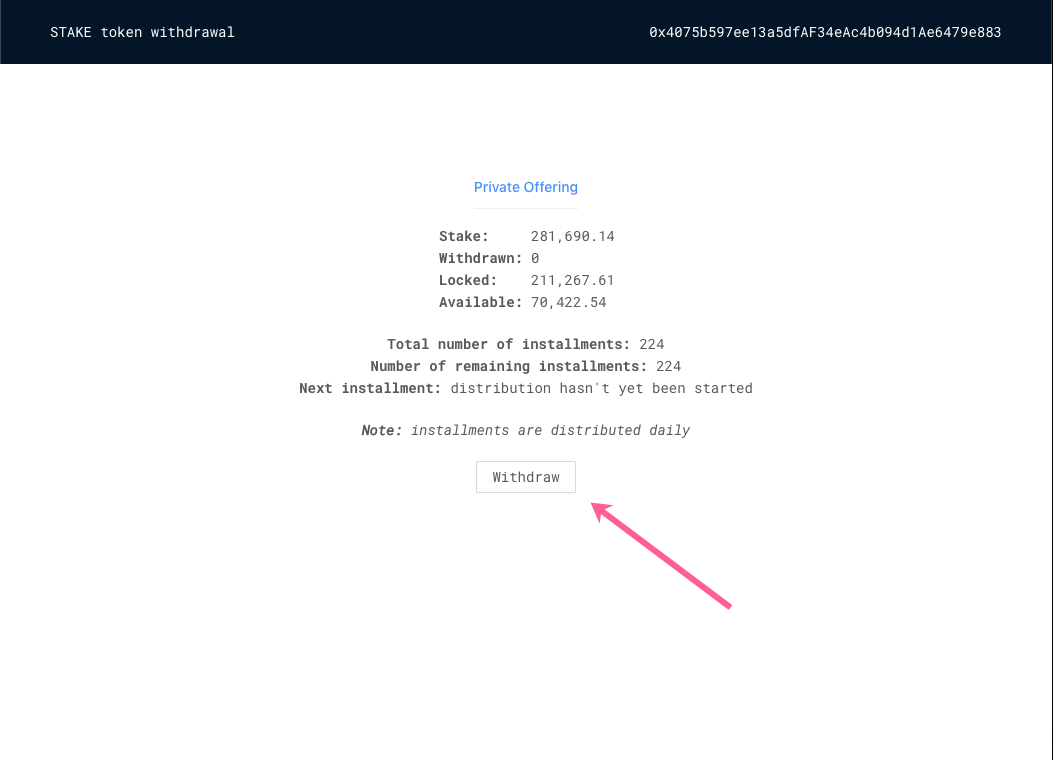 STAKE token withdrawal
0x4075b597ee13a5dfAF34eAc4b094d1Ae6479e883
Private Offering
Stake: 281,690.14
Withdrawn: 0
Locked: 211,267.61
Available: 70,422.54
Total number of installments: 224
Number of remaining installments: 224
Next installment: distribution hasn't yet been started
Note: installments are distributed daily
Withdraw